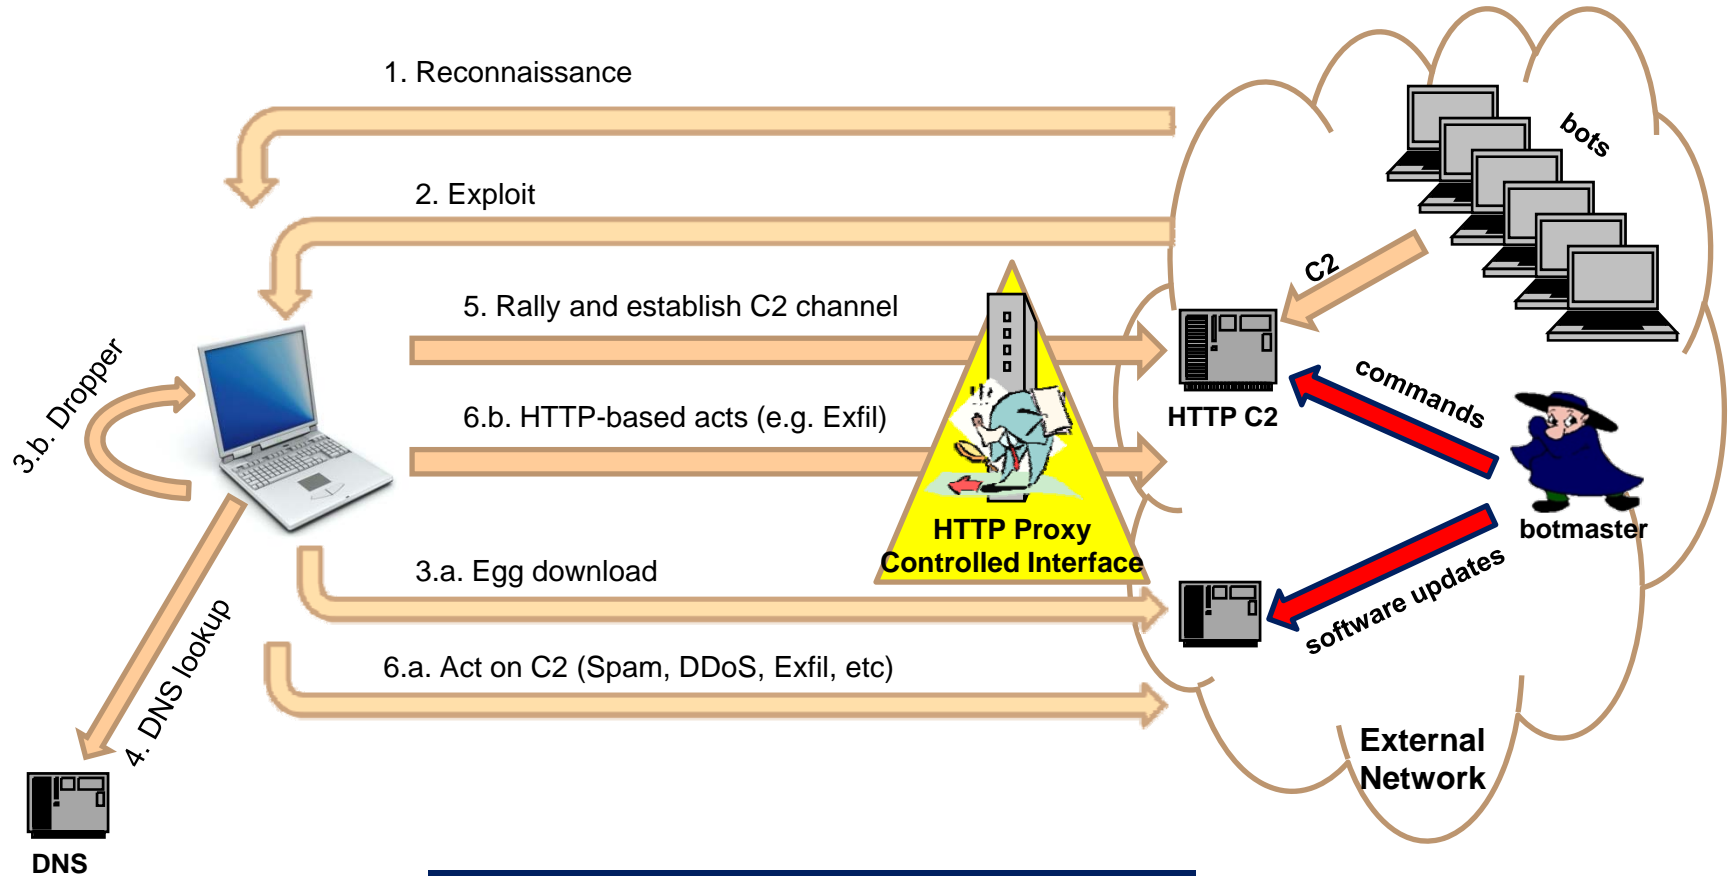 1. Reconnaissance
bots
2. Exploit
C2
5. Rally and establish C2 channel
3.b. Dropper
commands
6.b. HTTP-based acts (e.g. Exfil)
HTTP C2
HTTP Proxy
Controlled Interface
botmaster
3.a. Egg download
software updates
4. DNS lookup
6.a. Act on C2 (Spam, DDoS, Exfil, etc)
External
Network
DNS